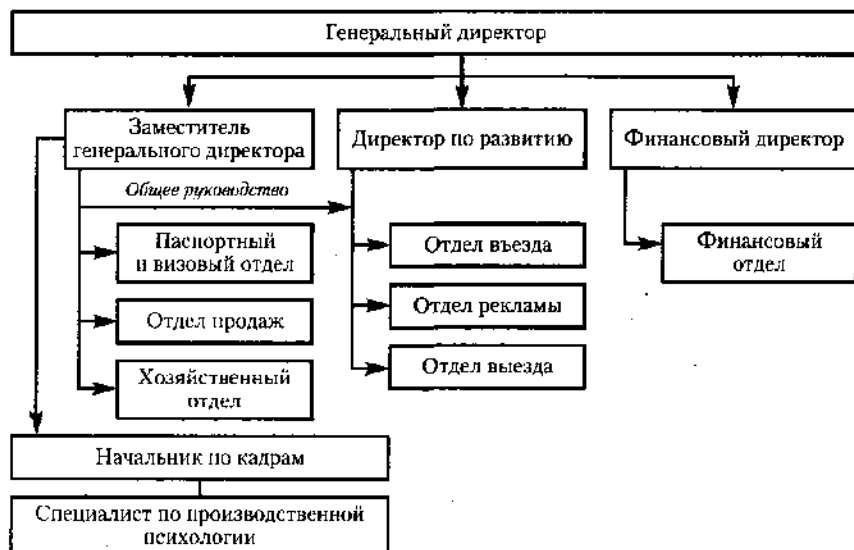 Генеральный директор
Заместитель
генерального директора
Директор по развитию
Финансовый директор
Общее руководство
Паспортный
и визовый отдел
Отдел въезда
Финансовый
отдел
Отдел продаж
Отдел рекламы
Хозяйственный
отдел
Отдел выезда
Начальник по кадрам
Специалист по производственной
психологии